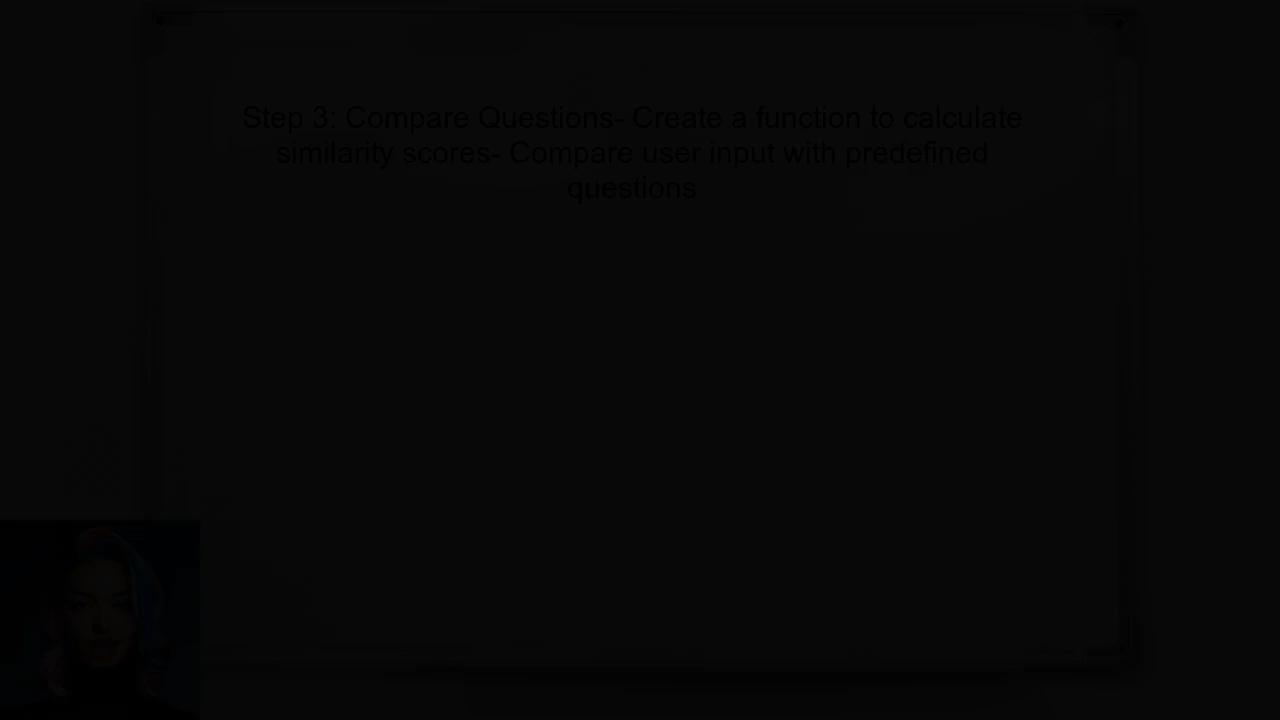 Step 3: Compare Questions- Create a function to calculate
similarity scores- Compare user input with predefined
questions